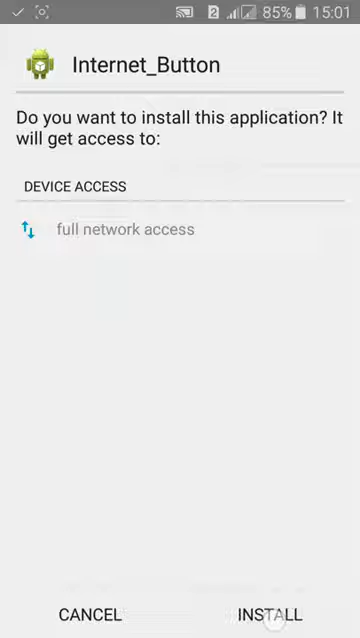 2 85% 15:01
Internet_Button
Do you want to install this application? It
will get access to:
DEVICE ACCESS
full network access
CANCEL INSTALL